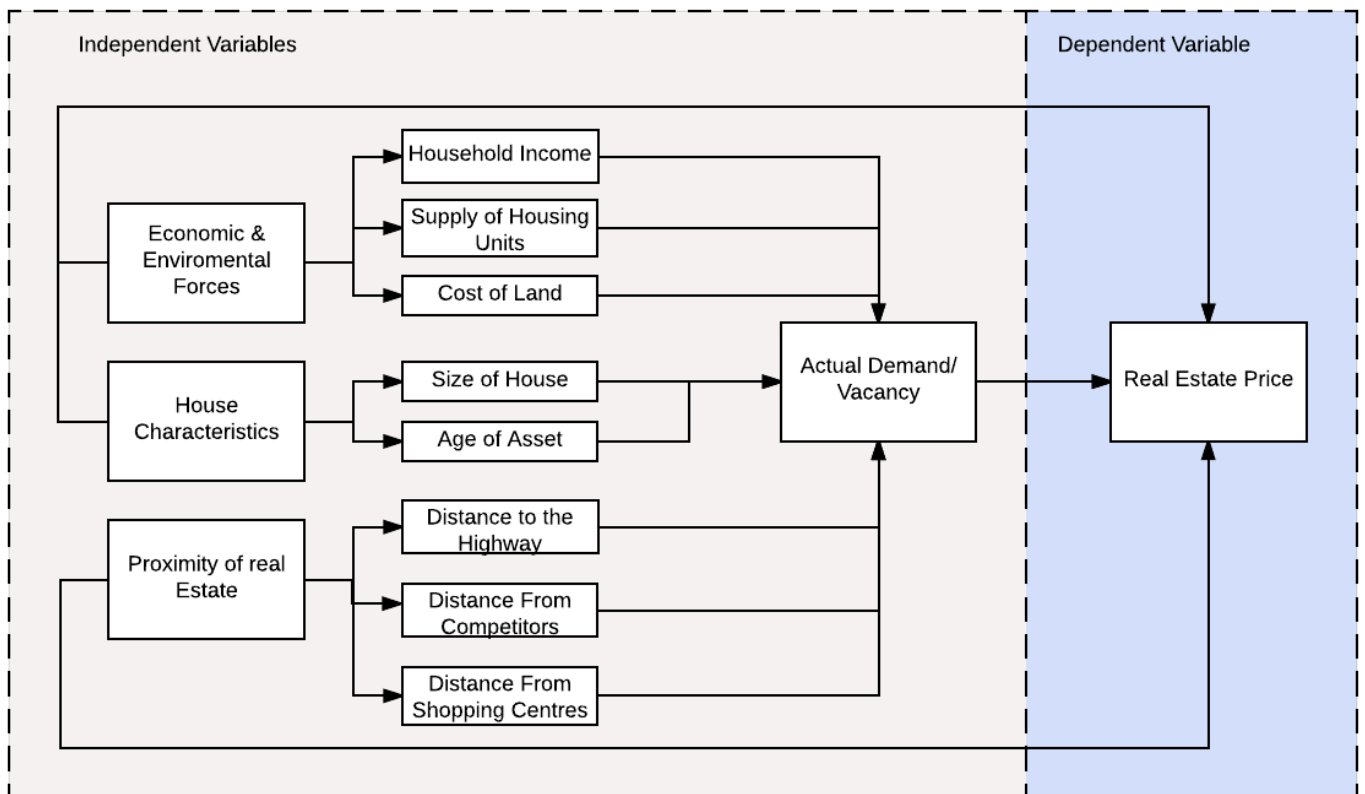 Independent Variables
Dependent Variable
Household Income
Supply of Housing
Units
Economic &
Enviromental
Forces
Cost of Land
Size of House
House
Characteristics
Age of Asset
Actual Demand/
Vacancy
Real Estate Price
Distance to the
Highway
Proximity of real
Estate
Distance From
Competitors
Distance From
Shopping Centres